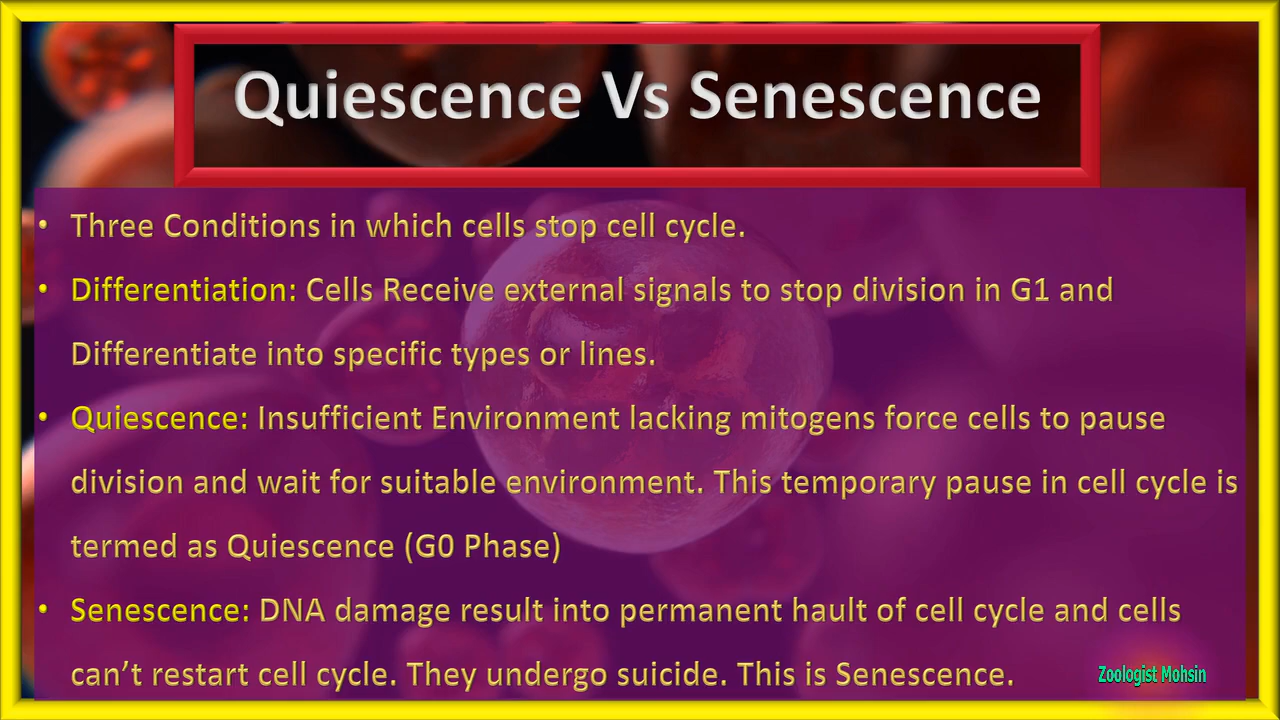 Quiescence Vs Senescence
• Three Conditions in which cells stop cell cycle.
• Differentiation: Cells Receive external signals to stop division in G1 and
Differentiate into specific types or lines.
• Quiescence: Insufficient Environment lacking mitogens force cells to pause
division and wait for suitable environment. This temporary pause in cell cycle is
termed as Quiescence (G0 Phase)
• Senescence: DNA damage result into permanent hault of cell cycle and cells
can’t restart cell cycle. They undergo suicide. This is Senescence.
Zoologist Mohsin